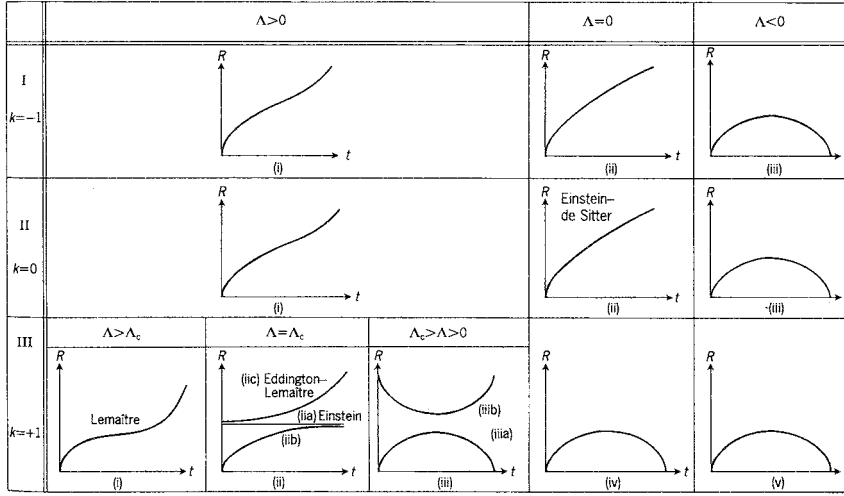 Λ>0 Λ=0 Λ<0
I
k=−1
R
t
(i)
R
t
(ii)
R
t
(iii)
II
k=0
R
t
(i)
R
Einstein–
de Sitter
t
(ii)
R
t
(iii)
III
k=+1
Λ>Λc
R
Lemaître
t
(i)
Λ=Λc
R
(iic) Eddington–
Lemaître
(iia) Einstein
(iib)
t
(ii)
Λc>Λ>0
R
(iiib)
(iiia)
t
(iii)
R
t
(iv)
R
t
(v)